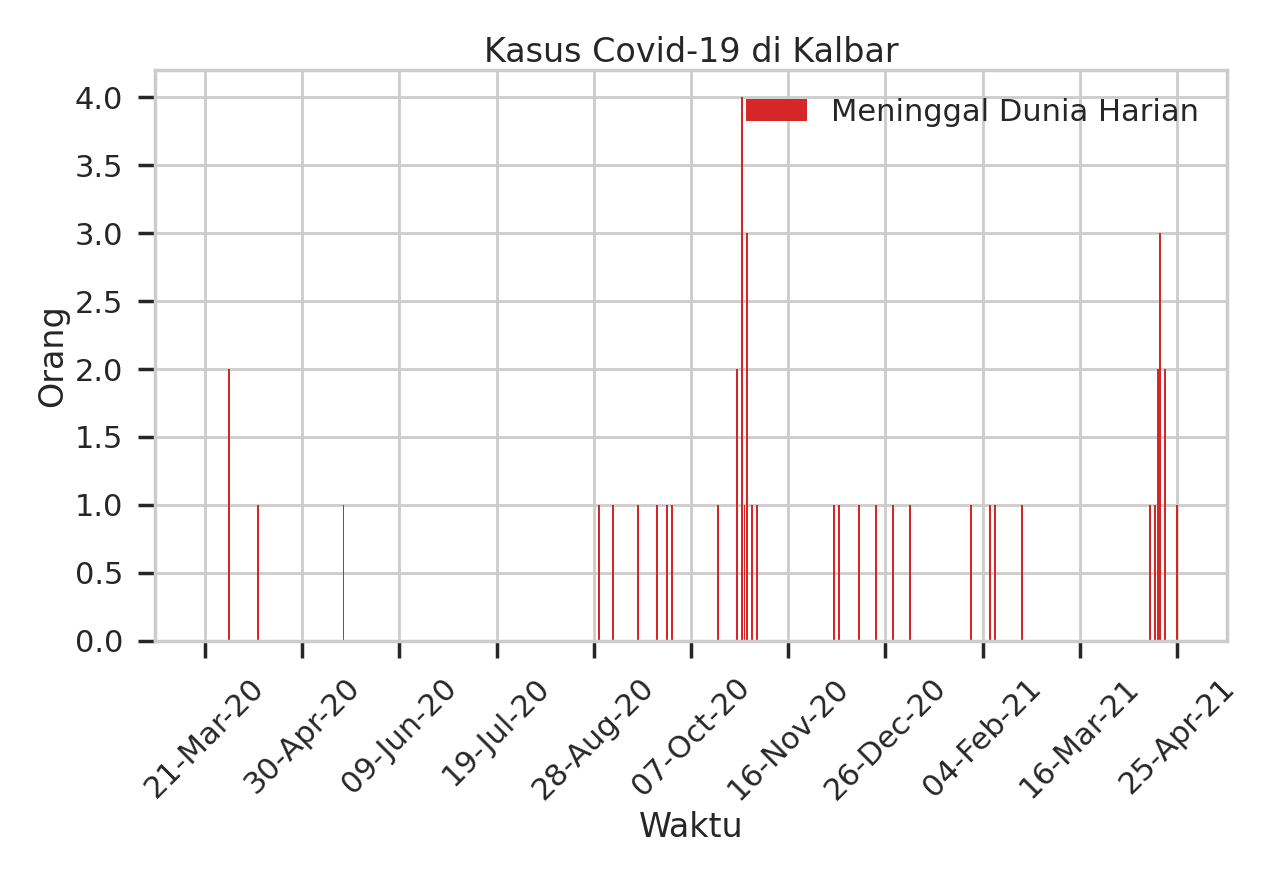 Kasus Covid-19 di Kalbar
Meninggal Dunia Harian
4.0
3.5
3.0
2.5
2.0
1.5
1.0
0.5
0.0
Orang
21-Mar-20
30-Apr-20
09-Jun-20
19-Jul-20
28-Aug-20
07-Oct-20
16-Nov-20
26-Dec-20
04-Feb-21
16-Mar-21
25-Apr-21
Waktu